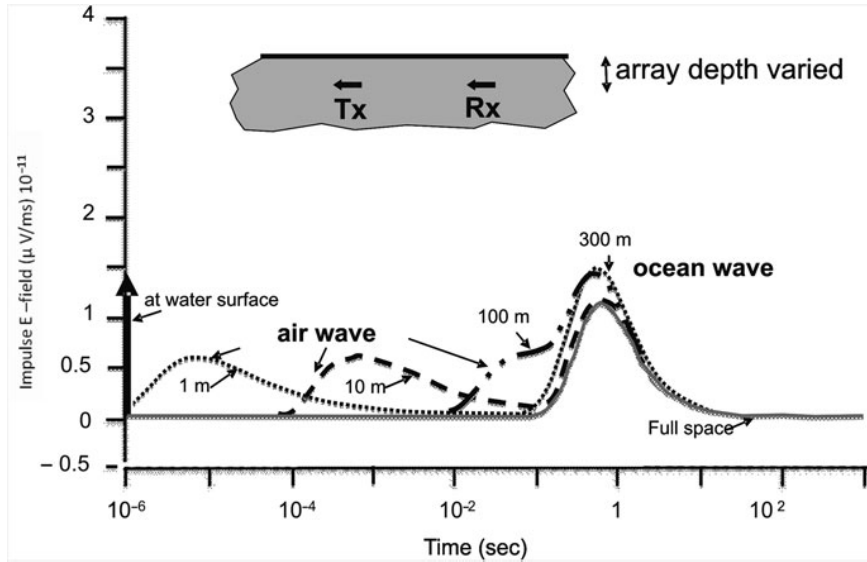 4
3
2
1
0.5
0
– 0.5
Impulse E –field (μ V/ms) 10⁻¹¹
Tx
Rx
array depth varied
at water surface
air wave
1 m
10 m
100 m
300 m
ocean wave
Full space
10⁻⁶
10⁻⁴
10⁻²
1
10²
Time (sec)